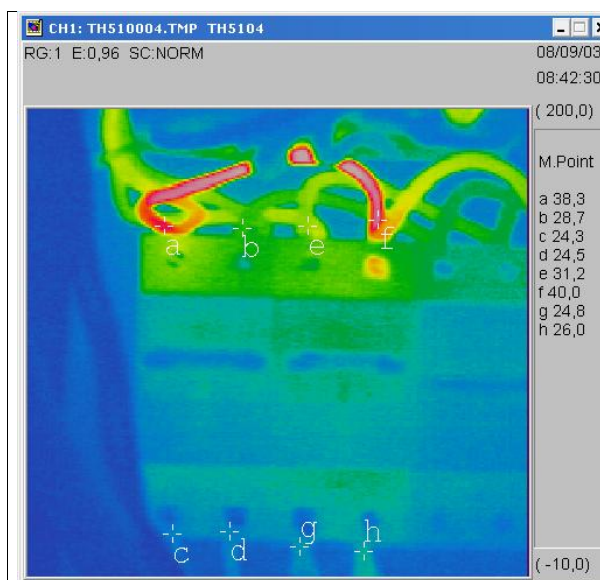 CH1: TH510004.TMP TH5104
RG:1 E:0,96 SC:NORM
08/09/03
08:42:30
( 200,0)
M.Point
a 38,3
b 28,7
c 24,3
d 24,5
e 31,2
f 40,0
g 24,8
h 26,0
a b e f
c d g h
( -10,0)